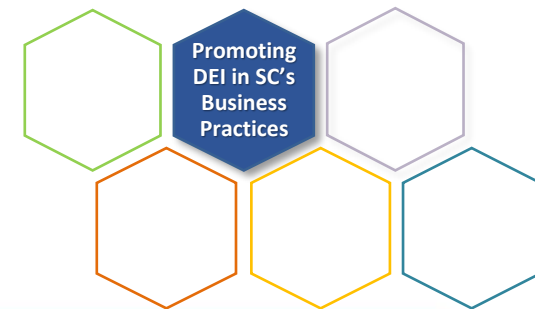 Promoting
DEI in SC’s
Business
Practices